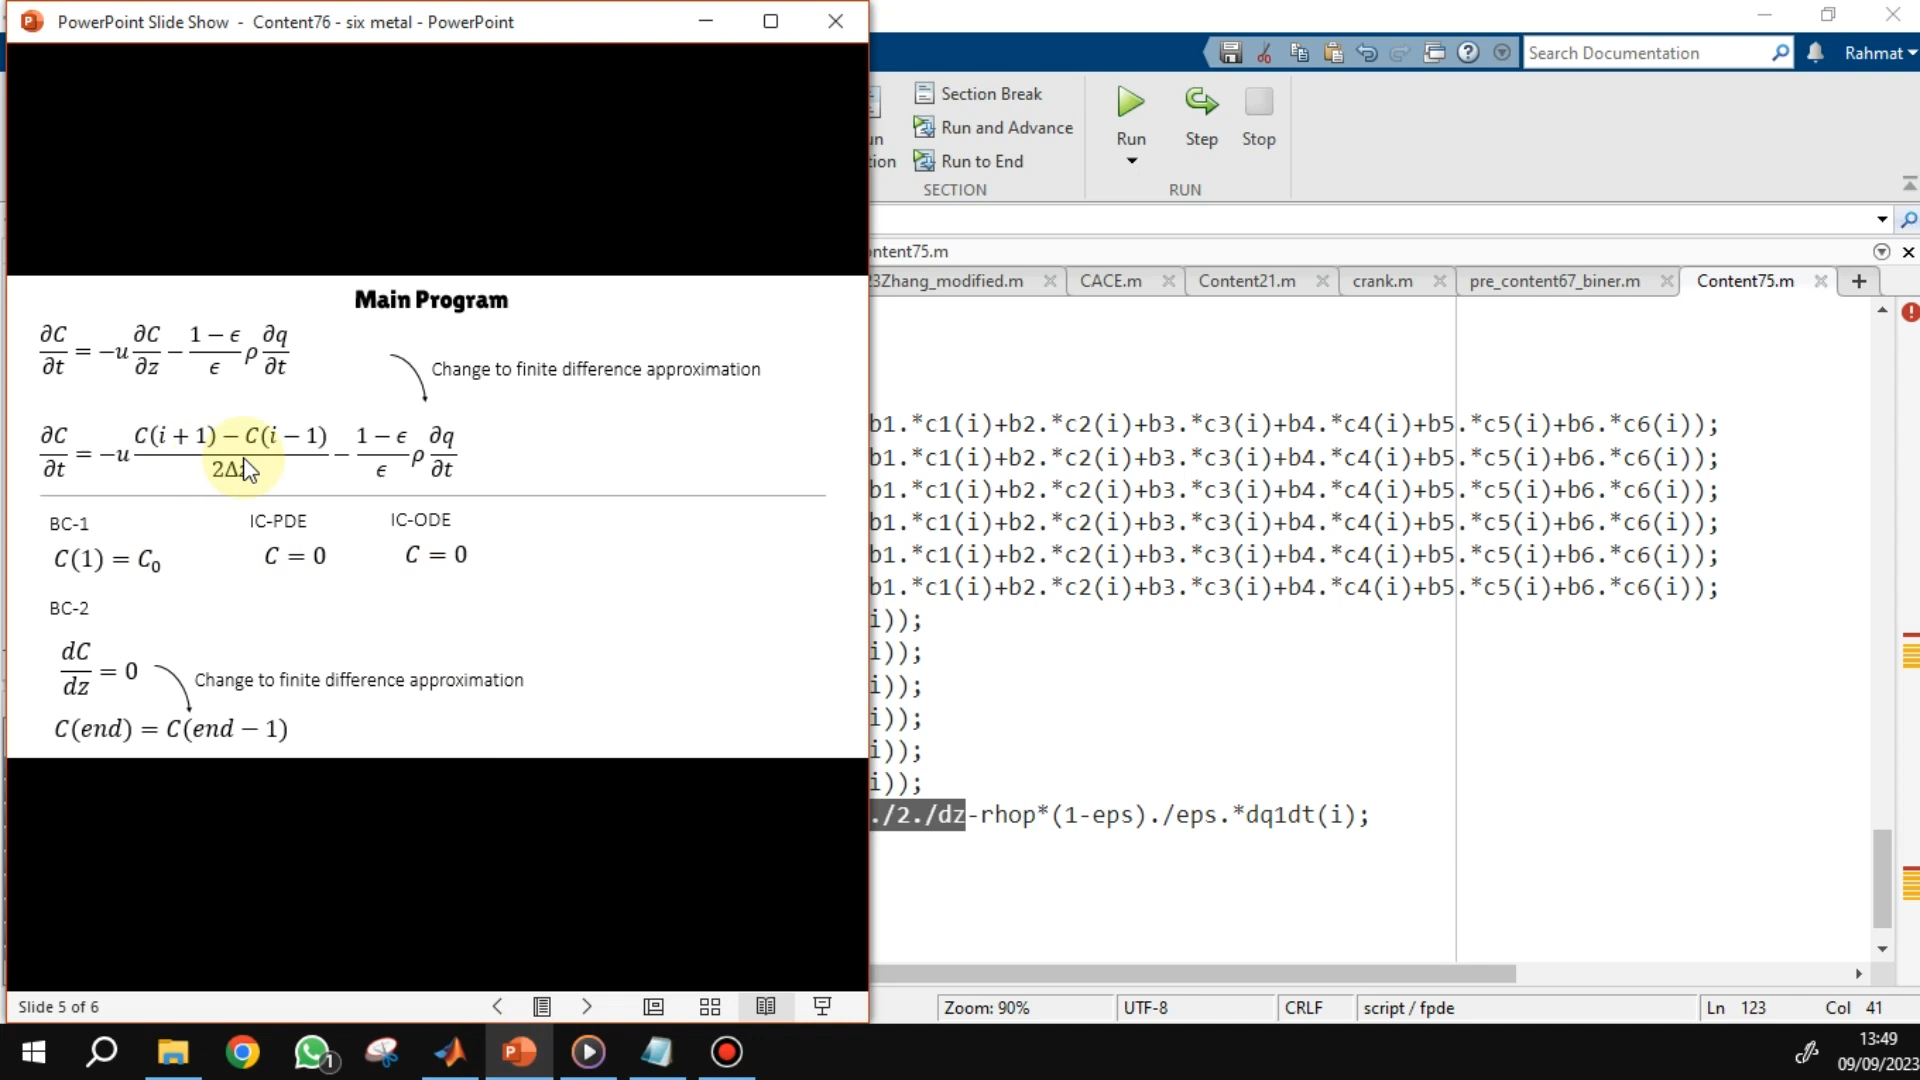 PowerPoint Slide Show - Content76 - six metal - PowerPoint
Search Documentation
Rahmat
Section Break
Run and Advance
Run to End
SECTION
Run
Step
Stop
RUN
ntent75.m
23Zhang_modified.m
CACE.m
Content21.m
crank.m
pre_content67_biner.m
Content75.m
Main Program
∂C/∂t = −u ∂C/∂z − (1 − ϵ)/ϵ ρ ∂q/∂t
Change to finite difference approximation
∂C/∂t = −u (C(i + 1) − C(i − 1))/2Δz − (1 − ϵ)/ϵ ρ ∂q/∂t
BC-1
IC-PDE
IC-ODE
C(1) = C₀
C = 0
C = 0
BC-2
dC/dz = 0
Change to finite difference approximation
C(end) = C(end − 1)
b1.*c1(i)+b2.*c2(i)+b3.*c3(i)+b4.*c4(i)+b5.*c5(i)+b6.*c6(i));
b1.*c1(i)+b2.*c2(i)+b3.*c3(i)+b4.*c4(i)+b5.*c5(i)+b6.*c6(i));
b1.*c1(i)+b2.*c2(i)+b3.*c3(i)+b4.*c4(i)+b5.*c5(i)+b6.*c6(i));
b1.*c1(i)+b2.*c2(i)+b3.*c3(i)+b4.*c4(i)+b5.*c5(i)+b6.*c6(i));
b1.*c1(i)+b2.*c2(i)+b3.*c3(i)+b4.*c4(i)+b5.*c5(i)+b6.*c6(i));
b1.*c1(i)+b2.*c2(i)+b3.*c3(i)+b4.*c4(i)+b5.*c5(i)+b6.*c6(i));
i));
i));
i));
i));
i));
i));
./2./dz-rhop*(1-eps)./eps.*dq1dt(i);
Slide 5 of 6
Zoom: 90%
UTF-8
CRLF
script / fpde
Ln 123
Col 41
1
13:49
09/09/2023